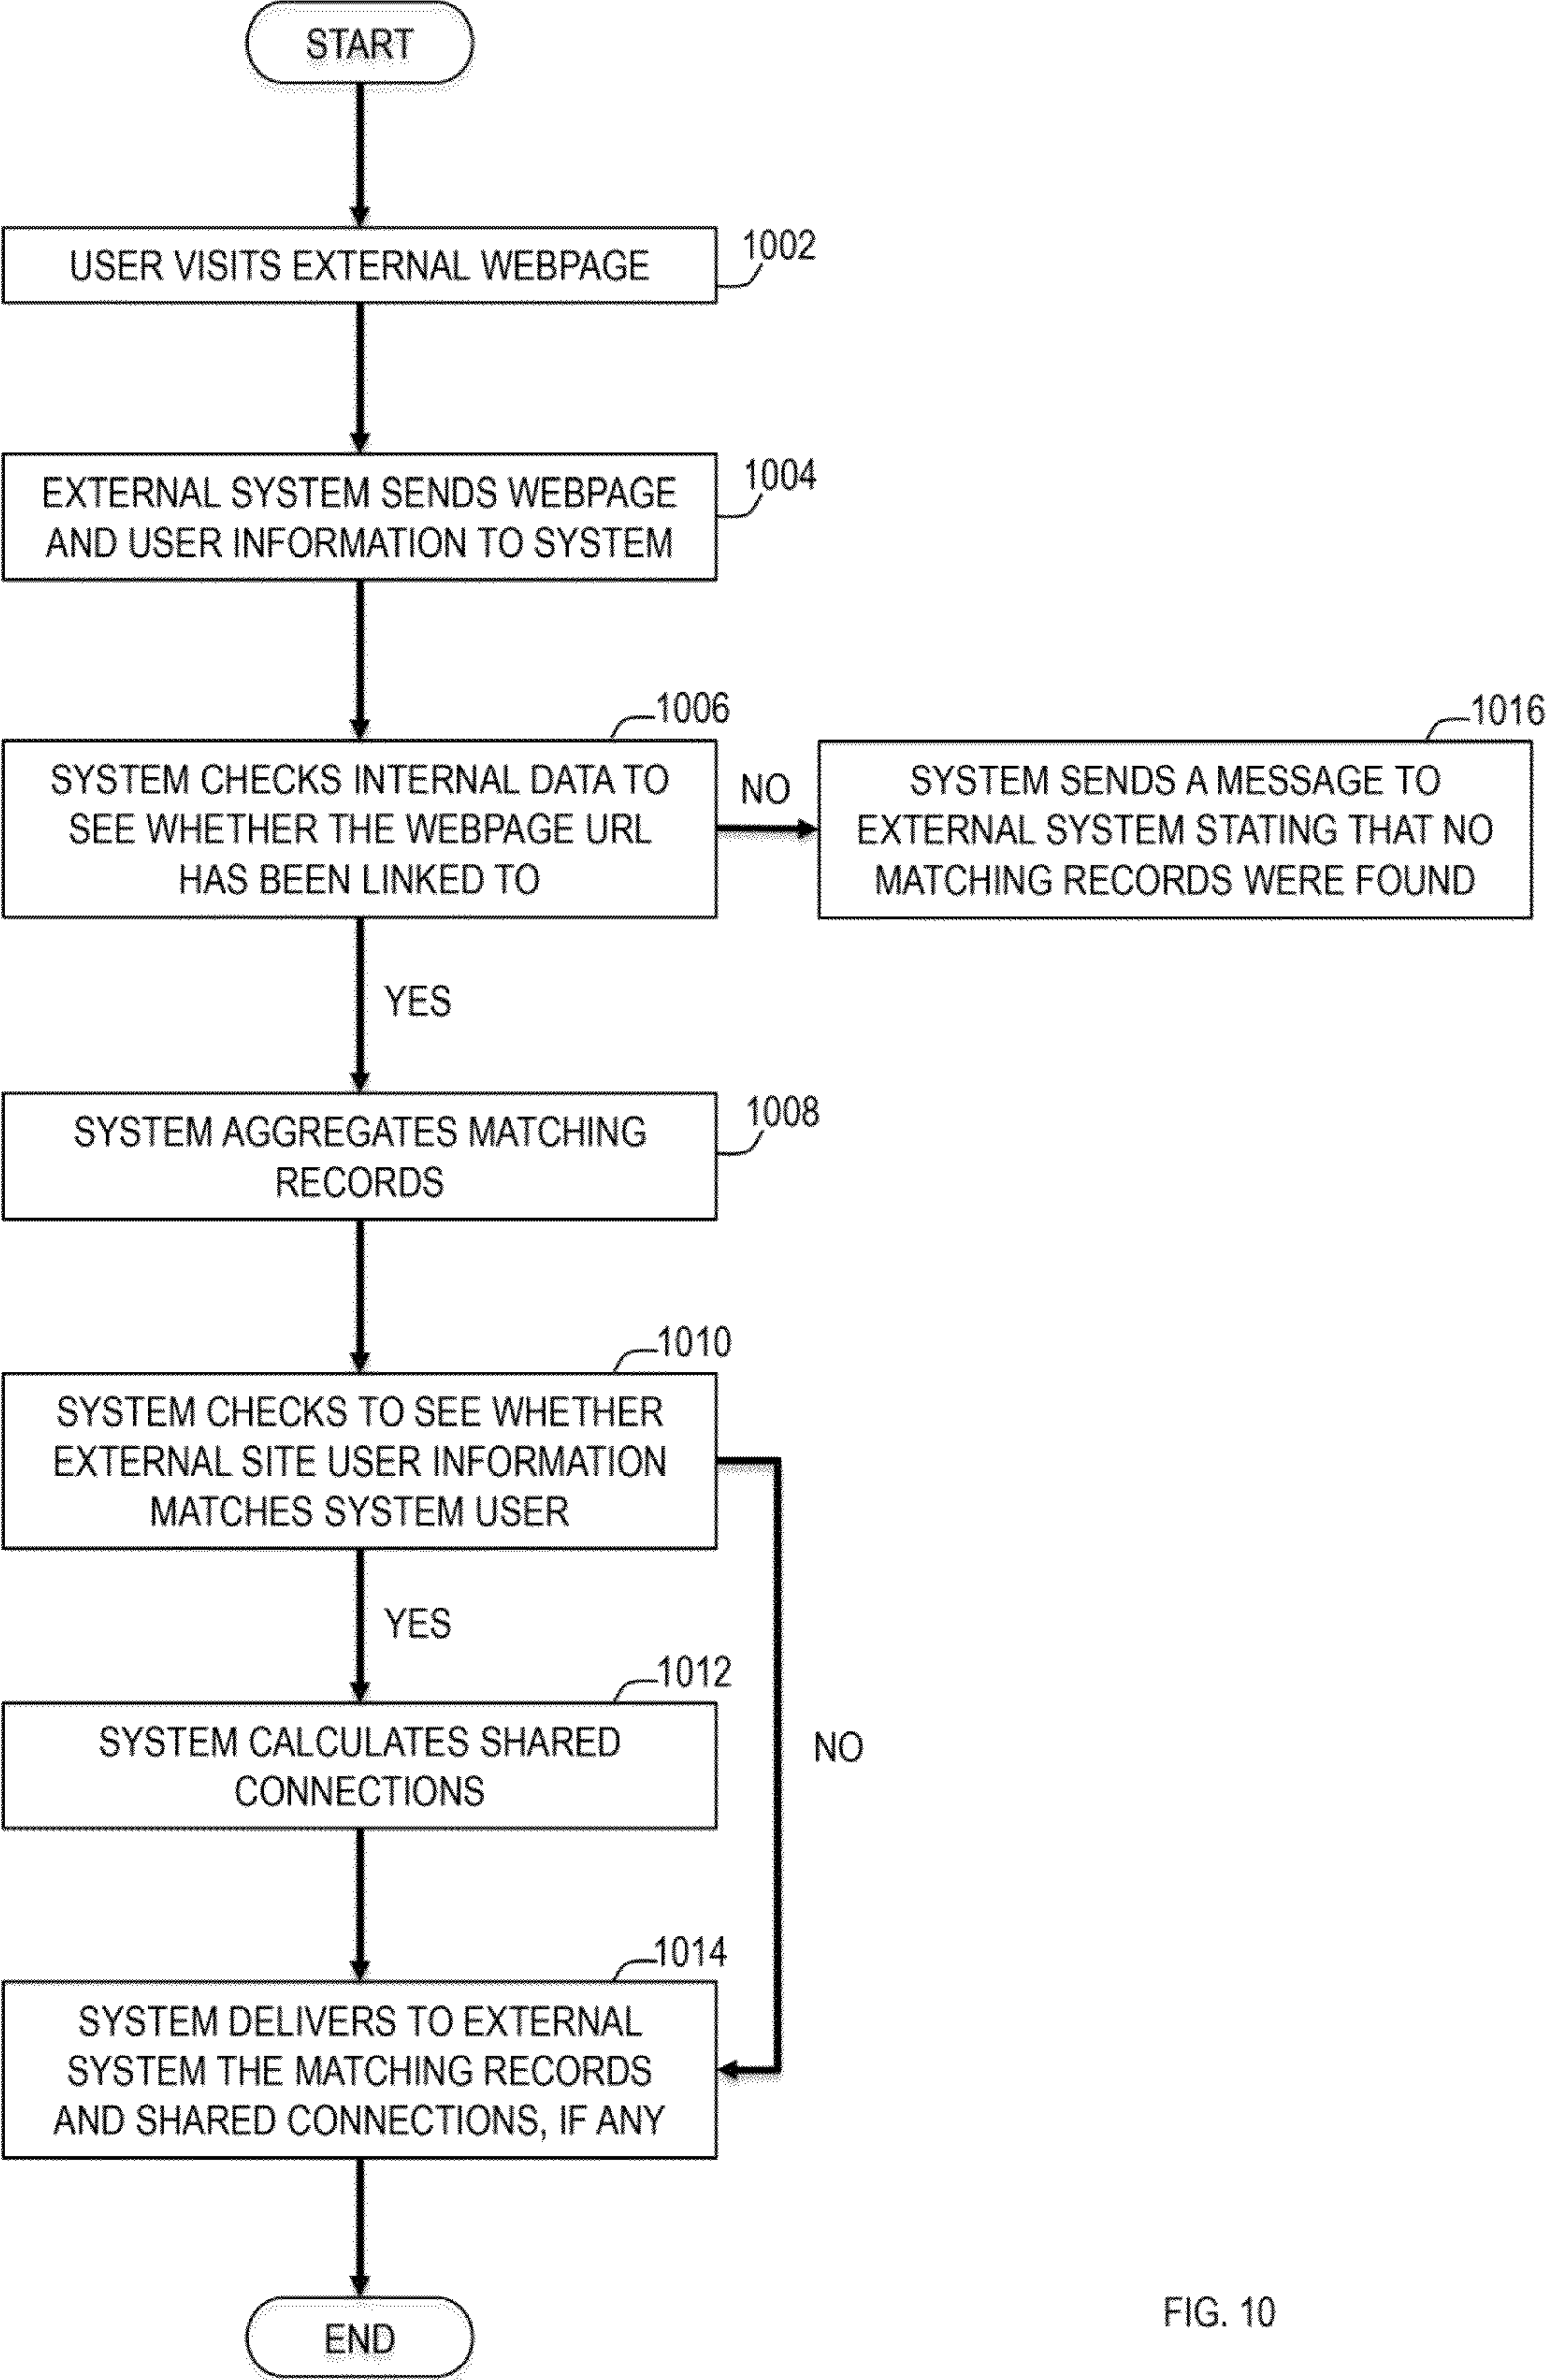 START
USER VISITS EXTERNAL WEBPAGE
1002
EXTERNAL SYSTEM SENDS WEBPAGE
AND USER INFORMATION TO SYSTEM
1004
1006
SYSTEM CHECKS INTERNAL DATA TO
SEE WHETHER THE WEBPAGE URL
HAS BEEN LINKED TO
NO
1016
SYSTEM SENDS A MESSAGE TO
EXTERNAL SYSTEM STATING THAT NO
MATCHING RECORDS WERE FOUND
YES
SYSTEM AGGREGATES MATCHING
RECORDS
1008
1010
SYSTEM CHECKS TO SEE WHETHER
EXTERNAL SITE USER INFORMATION
MATCHES SYSTEM USER
YES
1012
SYSTEM CALCULATES SHARED
CONNECTIONS
NO
1014
SYSTEM DELIVERS TO EXTERNAL
SYSTEM THE MATCHING RECORDS
AND SHARED CONNECTIONS, IF ANY
END
FIG. 10